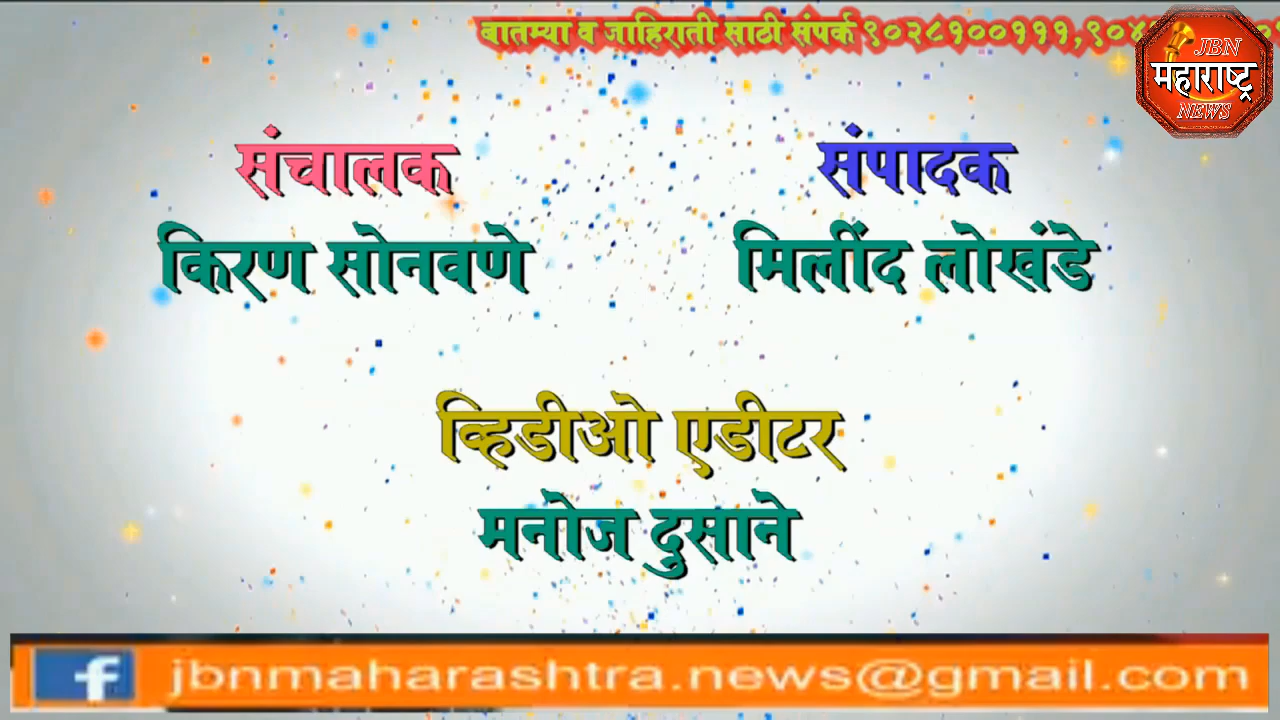 बातम्या व जाहिराती साठी संपर्क ९०२८१००१११,९०४
JBN
महाराष्ट्र
NEWS
संचालक
संपादक
किरण सोनवणे
मिलींद लोखंडे
व्हिडीओ एडीटर
मनोज दुसाने
f jbnmaharashtra.news@gmail.com